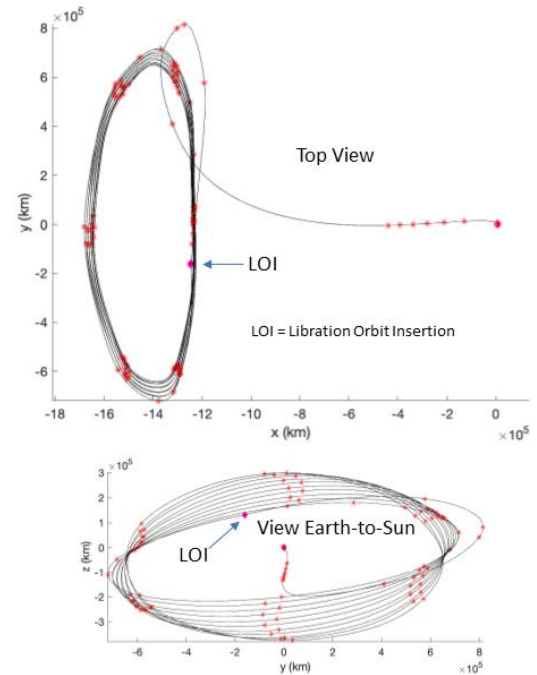 ×10⁵
8
6
4
2
0
-2
-4
-6
y (km)
Top View
LOI
LOI = Libration Orbit Insertion
-18 -16 -14 -12 -10 -8 -6 -4 -2 0
x (km)
×10⁵
×10⁵
3
2
1
0
-1
-2
-3
z (km)
View Earth-to-Sun
LOI
-6 -4 -2 0 2 4 6 8
y (km)
×10⁵